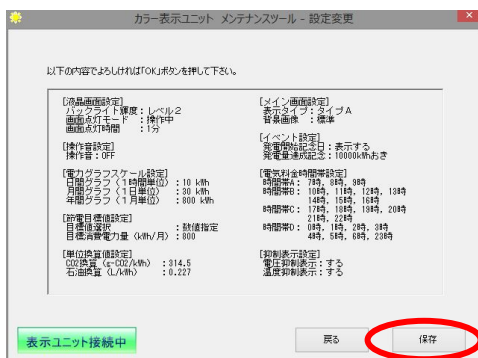 カラー表示ユニット メンテナンスツール - 設定変更
以下の内容でよろしければ「OK」ボタンを押して下さい。
[液晶画面設定]
バックライト輝度：レベル２
画面点灯モード ：操作中
画面点灯時間 ：1分
[操作音設定]
操作音：OFF
[電力グラフスケール設定]
日間グラフ（１時間単位）：10 kWh
月間グラフ（１日単位） ：30 kWh
年間グラフ（１月単位） ：800 kWh
[節電目標値設定]
目標値選択 ：数値指定
目標消費電力量（kWh/月）：800
[単位換算値設定]
CO2換算（g-CO2/kWh） ：314.5
石油換算（L/kWh） ：0.227
[メイン画面設定]
表示タイプ：タイプＡ
背景画像 ：標準
[イベント設定]
発電開始記念日：表示する
発電量達成記念：10000kWhおき
[電気料金時間帯設定]
時間帯A： 7時, 8時, 9時
時間帯B： 10時, 11時, 12時, 13時
14時, 15時, 16時
時間帯C： 17時, 18時, 19時, 20時
21時, 22時
時間帯D： 0時, 1時, 2時, 3時
4時, 5時, 6時, 23時
[抑制表示設定]
電圧抑制表示：する
温度抑制表示：する
表示ユニット接続中
戻る
保存